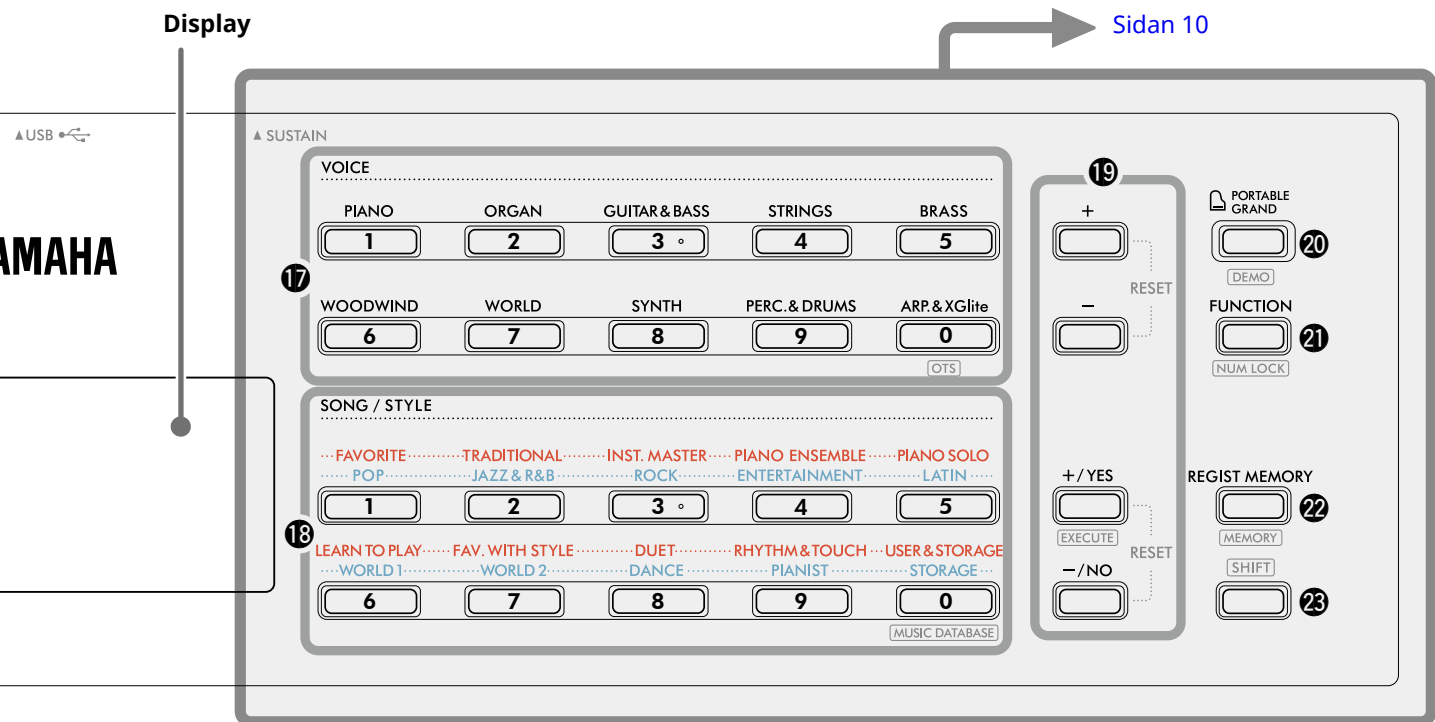 Display
Sidan 10
▲USB
▲ SUSTAIN
AMAHA
VOICE
PIANO ORGAN GUITAR & BASS STRINGS BRASS
1 2 3 4 5
⓱
WOODWIND WORLD SYNTH PERC. & DRUMS ARP. & XGlite
6 7 8 9 0
OTS
SONG / STYLE
FAVORITE TRADITIONAL INST. MASTER PIANO ENSEMBLE PIANO SOLO
POP JAZZ & R&B ROCK ENTERTAINMENT LATIN
1 2 3 4 5
⓲
LEARN TO PLAY FAV. WITH STYLE DUET RHYTHM & TOUCH USER & STORAGE
WORLD 1 WORLD 2 DANCE PIANIST STORAGE
6 7 8 9 0
MUSIC DATABASE
⓳
+
RESET
−
+/YES
EXECUTE
RESET
−/NO
PORTABLE
GRAND
⓴
DEMO
FUNCTION
㉑
NUM LOCK
REGIST MEMORY
㉒
MEMORY
SHIFT
㉓